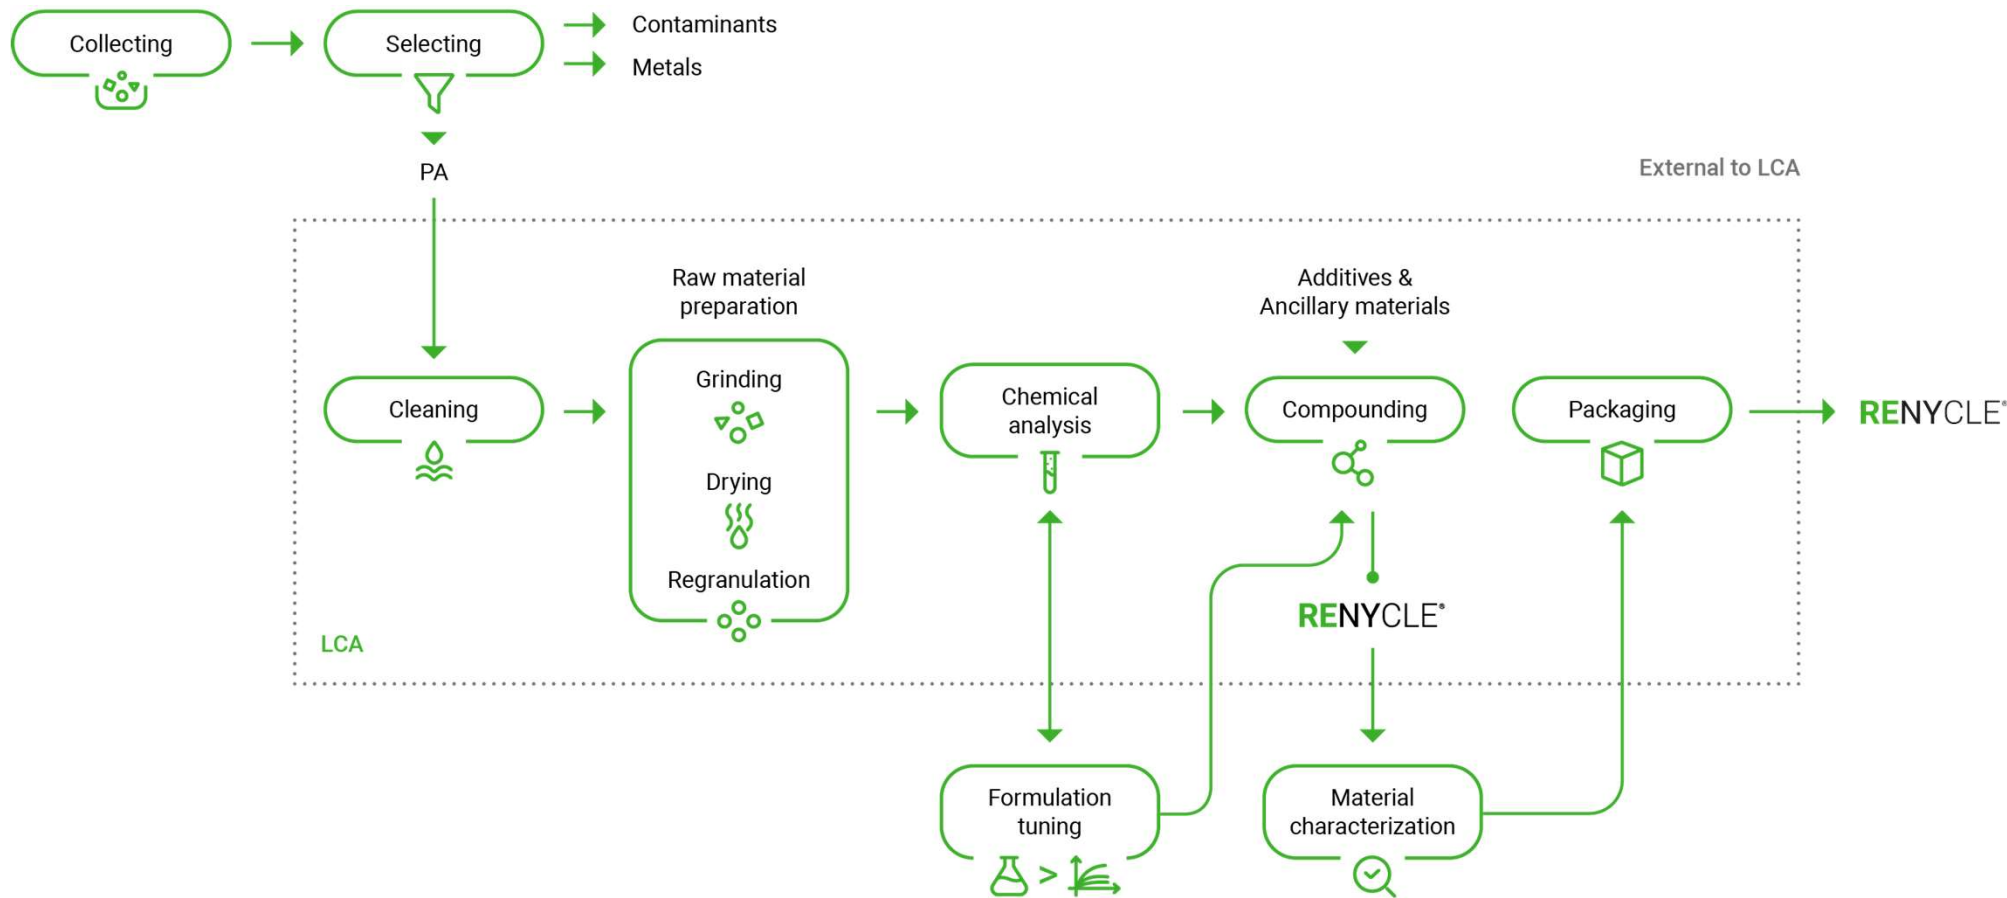 Collecting
Selecting
Contaminants
Metals
PA
External to LCA
Raw material
preparation
Additives &
Ancillary materials
Cleaning
Grinding
Drying
Regranulation
Chemical
analysis
Compounding
Packaging
RENYCLE®
RENYCLE®
LCA
Formulation
tuning
>
Material
characterization